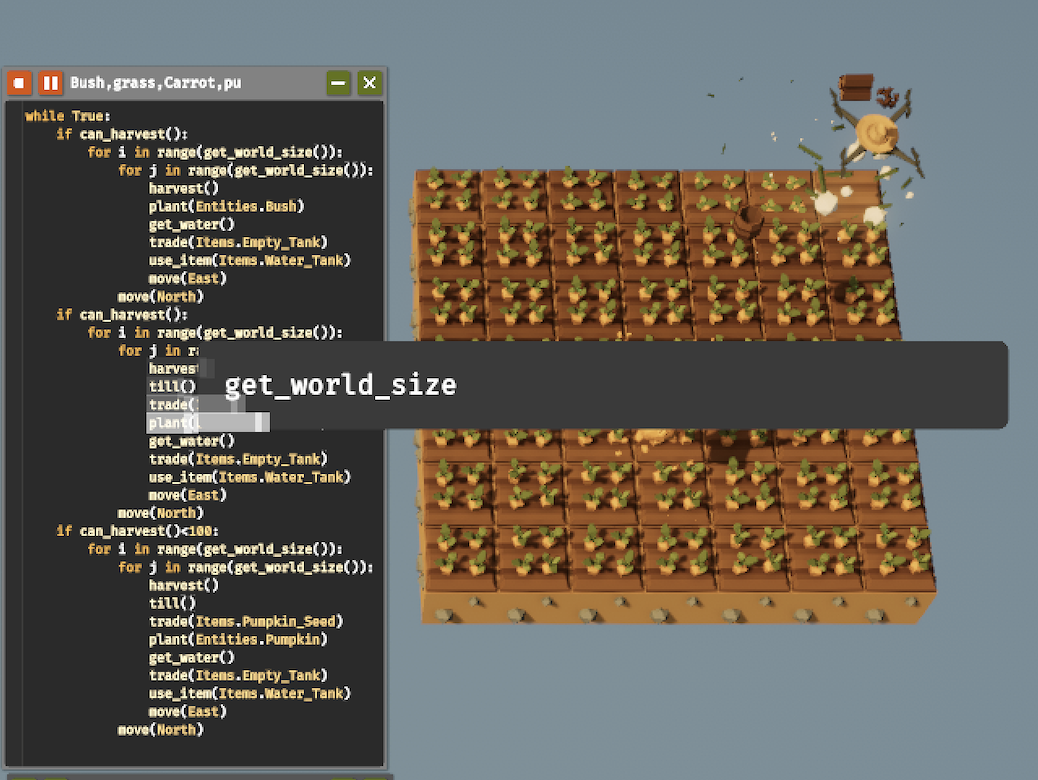 Bush,grass,Carrot,pu
while True:
if can_harvest():
for i in range(get_world_size()):
for j in range(get_world_size()):
harvest()
plant(Entities.Bush)
get_water()
trade(Items.Empty_Tank)
use_item(Items.Water_Tank)
move(East)
move(North)
if can_harvest():
for i in range(get_world_size()):
for j in
harvest
till()
trade(
plant(
get_world_size
get_water()
trade(Items.Empty_Tank)
use_item(Items.Water_Tank)
move(East)
move(North)
if can_harvest()<100:
for i in range(get_world_size()):
for j in range(get_world_size()):
harvest()
till()
trade(Items.Pumpkin_Seed)
plant(Entities.Pumpkin)
get_water()
trade(Items.Empty_Tank)
use_item(Items.Water_Tank)
move(East)
move(North)